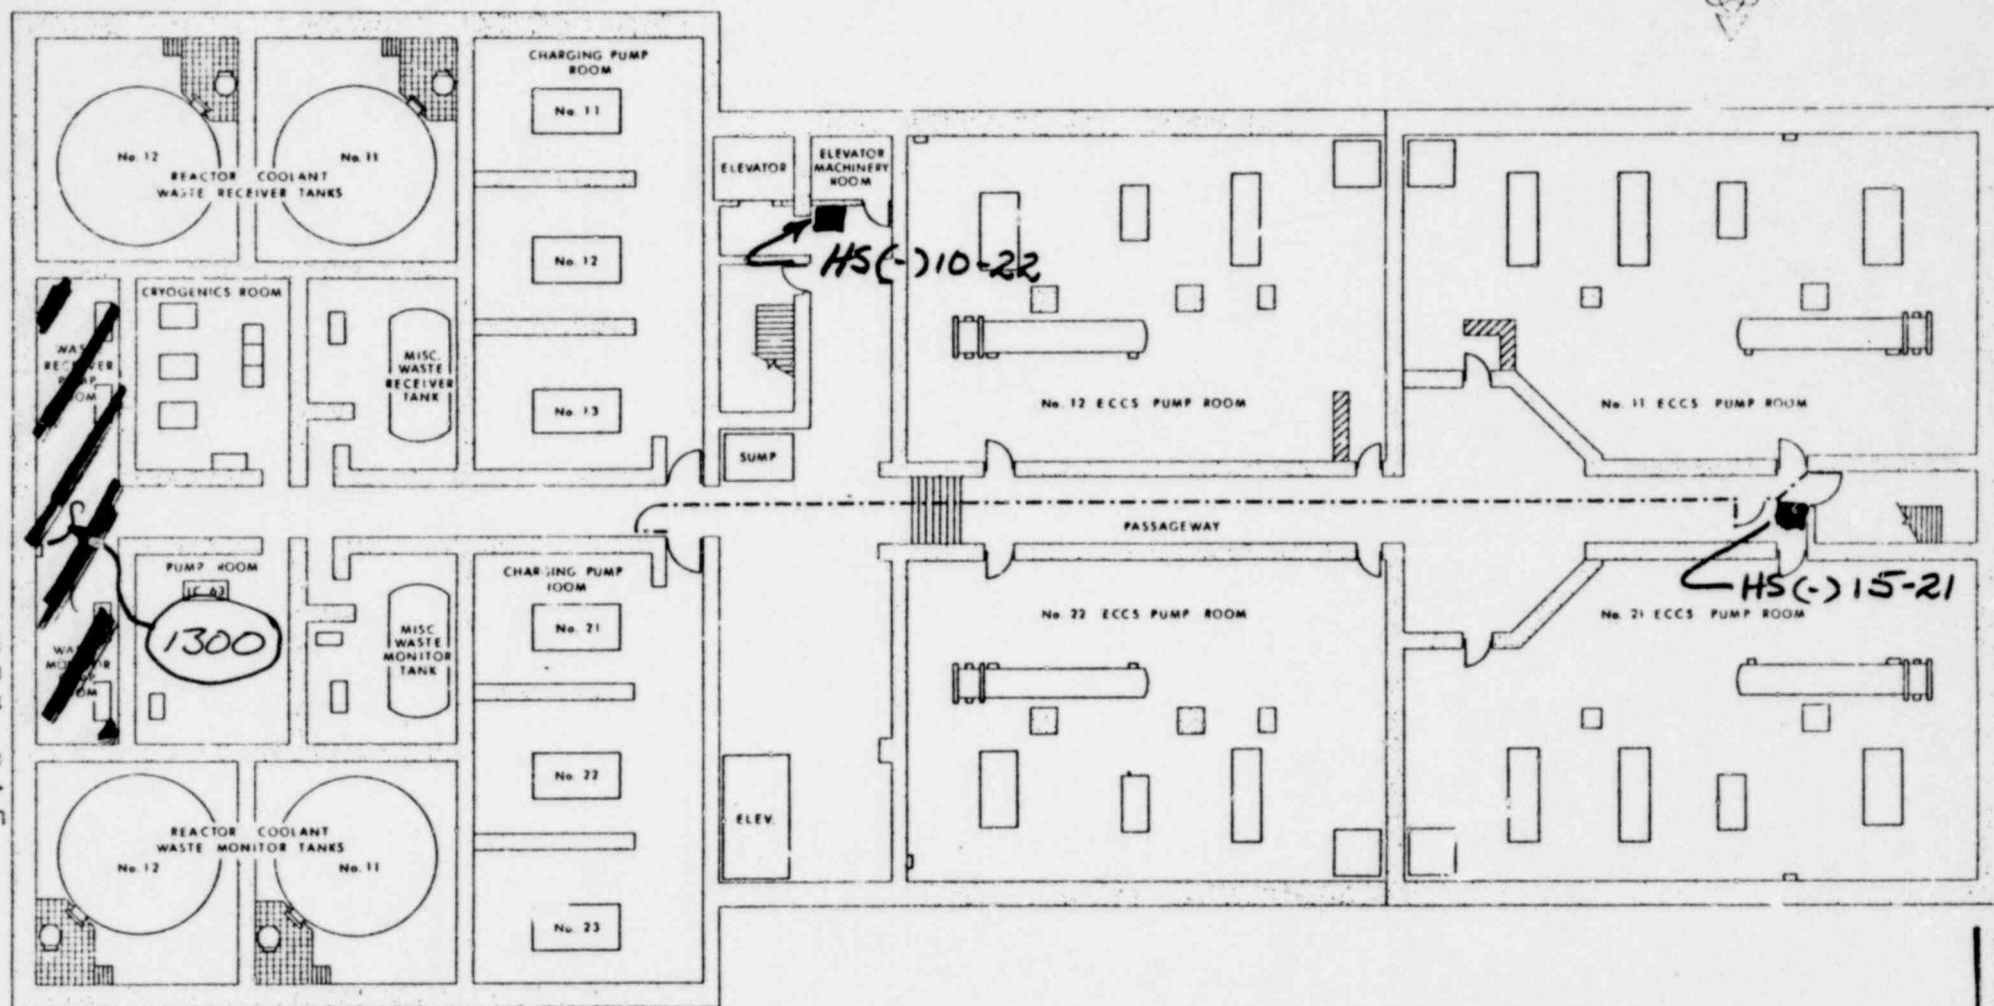 CHARGING PUMP
ROOM
No. 11
No. 12
No. 13
No. 12
No. 11
REACTOR COOLANT
WASTE RECEIVER TANKS
ELEVATOR
ELEVATOR
MACHINERY
ROOM
HS(-)10-22
CRYOGENICS ROOM
MISC.
WASTE
RECEIVER
TANK
SUMP
No. 12 ECCS PUMP ROOM
No. 11 ECCS PUMP ROOM
PASSAGEWAY
HS(-)15-21
PUMP ROOM
1300
MISC
WASTE
MONITOR
TANK
CHARGING PUMP
ROOM
No. 21
No. 22
No. 23
No. 22 ECCS PUMP ROOM
No. 21 ECCS PUMP ROOM
ELEV.
REACTOR COOLANT
WASTE MONITOR TANKS
No. 12
No. 11